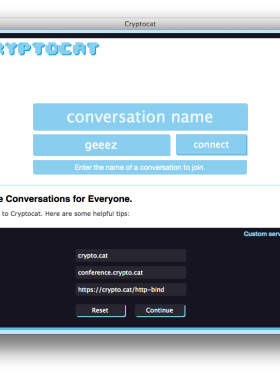 Cryptocat
RYPTOCAT
conversation name
geeez
connect
Enter the name of a conversation to join.
e Conversations for Everyone.
to Cryptocat. Here are some helpful tips:
Custom serv
crypto.cat
conference.crypto.cat
https://crypto.cat/http-bind
Reset
Continue